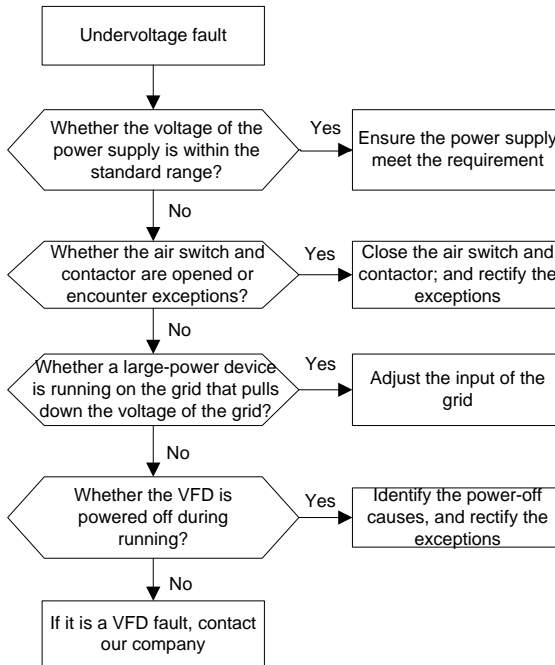 Undervoltage fault
Whether the voltage of the
power supply is within the
standard range?
Yes
Ensure the power supply
meet the requirement
No
Whether the air switch and
contactor are opened or
encounter exceptions?
Yes
Close the air switch and
contactor; and rectify the
exceptions
No
Whether a large-power device
is running on the grid that pulls
down the voltage of the grid?
Yes
Adjust the input of the
grid
No
Whether the VFD is
powered off during
running?
Yes
Identify the power-off
causes, and rectify the
exceptions
No
If it is a VFD fault, contact
our company